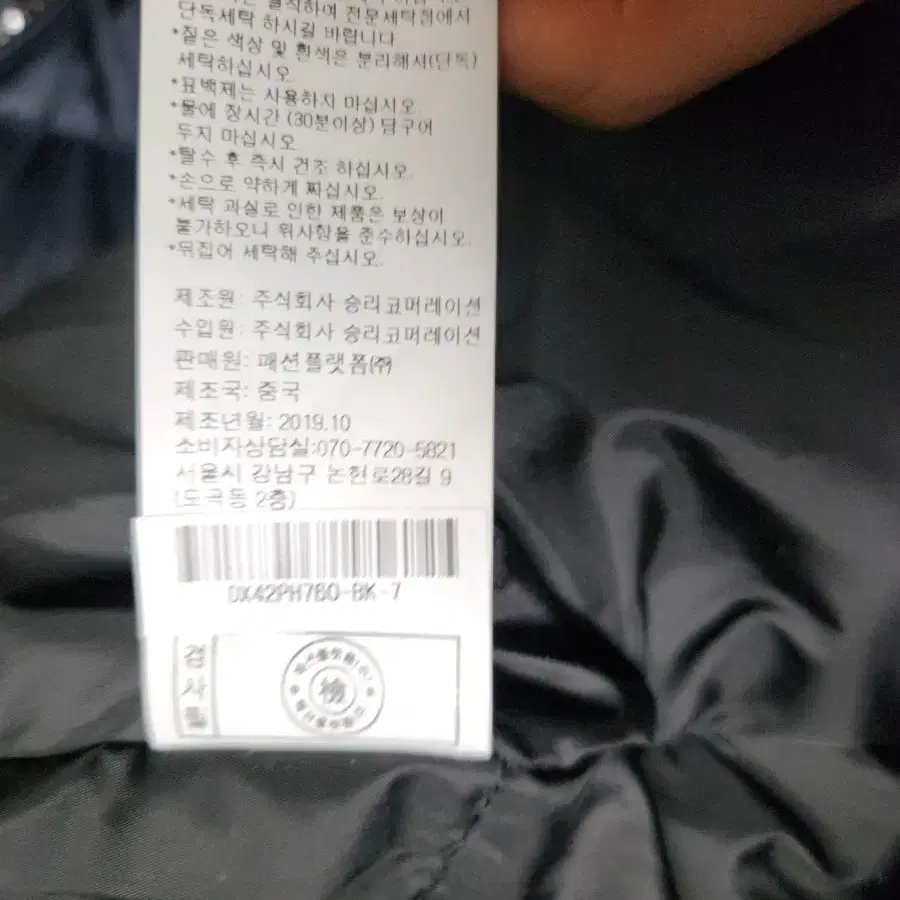 단독세탁 하시길 바랍니다
*짙은 색상 및 흰색은 분리해서(단독)
세탁하십시오.
*표백제는 사용하지 마십시오.
*물에 장시간 (30분이상) 담구어
두지 마십시오.
*탈수 후 즉시 건조 하십시오.
*손으로 약하게 짜십시오.
*세탁 과실로 인한 제품은 보상이
불가하오니 위사항을 준수하십시오.
*뒤집어 세탁해 주십시오.
제조원: 주식회사 승리코퍼레이션
수입원: 주식회사 승리코퍼레이션
판매원: 패션플랫폼(주)
제조국: 중국
제조년월: 2019.10
소비자상담실:070-7720-5821
서울시 강남구 논현로28길 9
(도곡동 2층)
DX42PH780-BK-7
검사필
檢